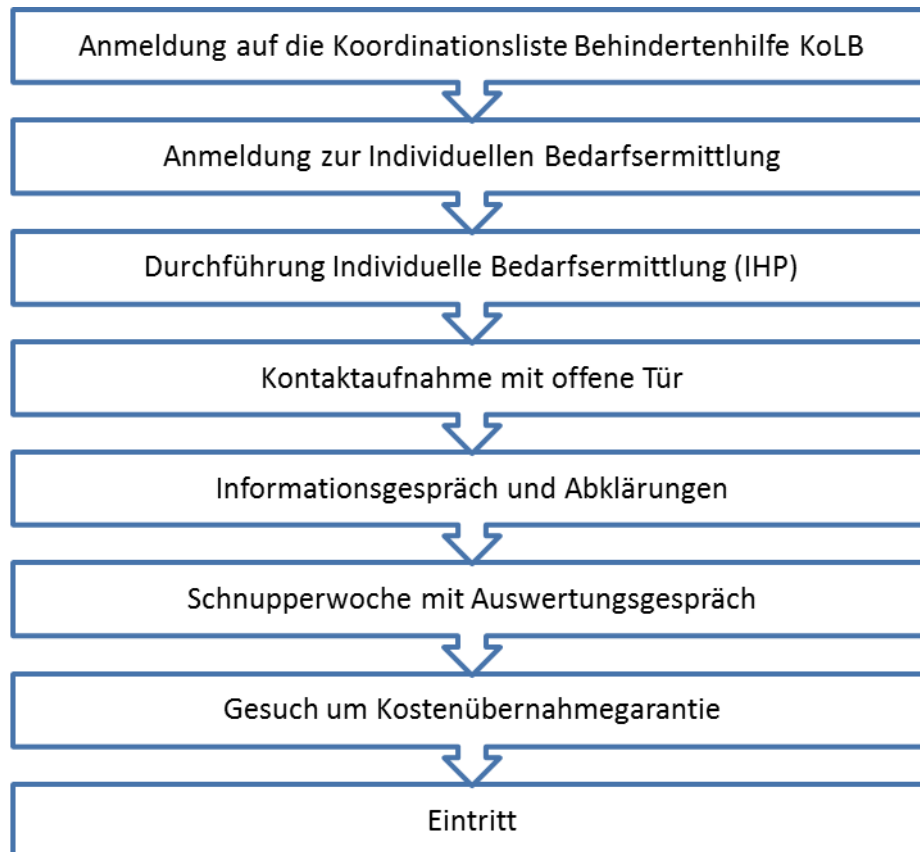 Anmeldung auf die Koordinationsliste Behindertenhilfe KoLB
Anmeldung zur Individuellen Bedarfsermittlung
Durchführung Individuelle Bedarfsermittlung (IHP)
Kontaktaufnahme mit offene Tür
Informationsgespräch und Abklärungen
Schnupperwoche mit Auswertungsgespräch
Gesuch um Kostenübernahmegarantie
Eintritt